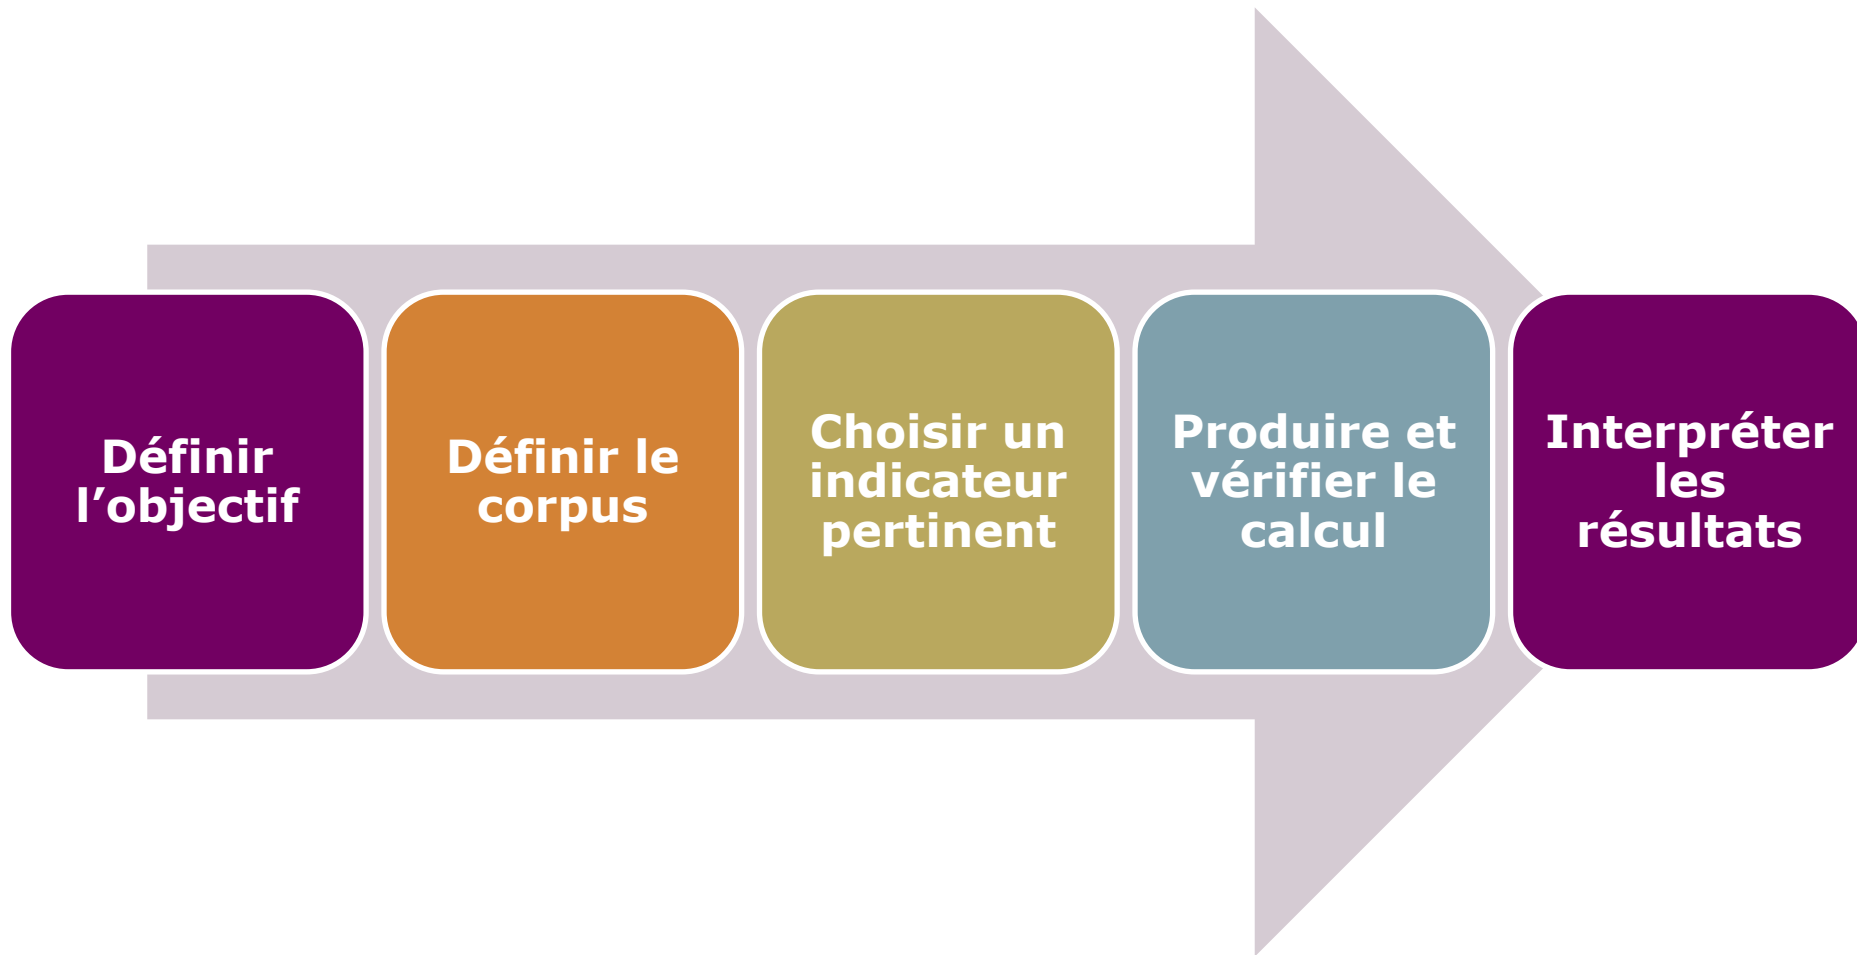 Définir
l’objectif
Définir le
corpus
Choisir un
indicateur
pertinent
Produire et
vérifier le
calcul
Interpréter
les
résultats